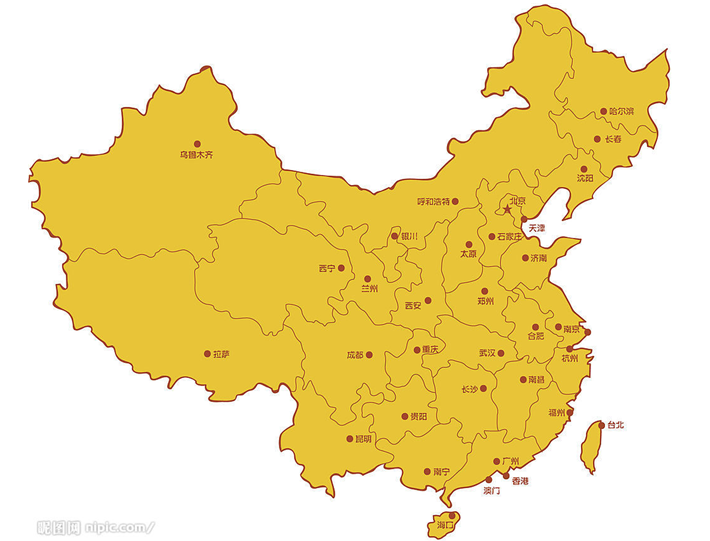 哈尔滨
长春
乌鲁木齐
沈阳
呼和浩特
北京
天津
银川
石家庄
太原
济南
西宁
兰州
西安
郑州
合肥
南京
拉萨
成都
重庆
武汉
杭州
南昌
长沙
贵阳
福州
台北
昆明
南宁
广州
香港
澳门
海口
昵图网 nipic.com/